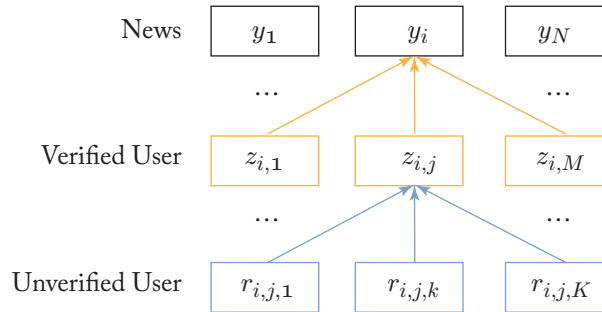 News y₁ yᵢ y_N
... ...
Verified User z_{i,1} z_{i,j} z_{i,M}
... ...
Unverified User r_{i,j,1} r_{i,j,k} r_{i,j,K}